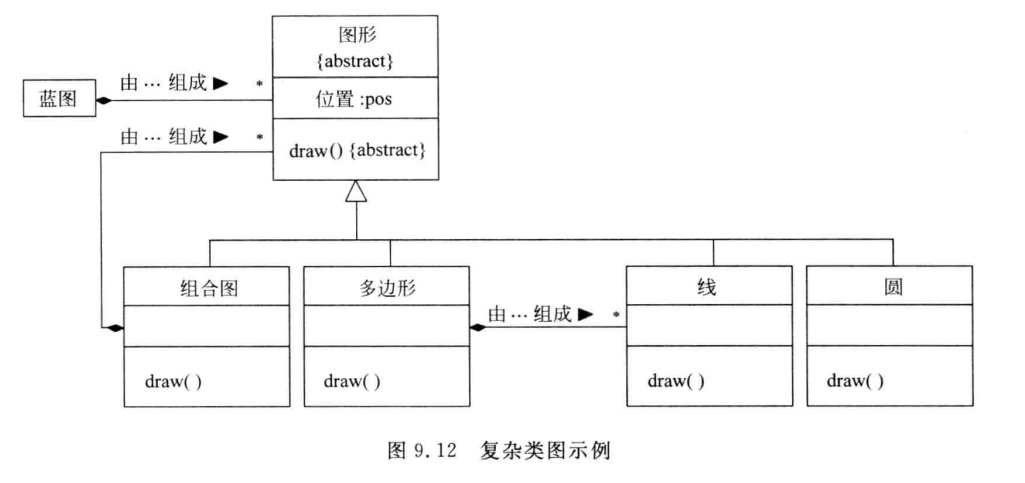 图形
{abstract}
由 … 组成 ▶ *
蓝图
位置:pos
由 … 组成 ▶ *
draw() {abstract}
组合图
多边形
线
圆
由 … 组成 ▶ *
draw( )
draw( )
draw( )
draw( )
图 9.12 复杂类图示例